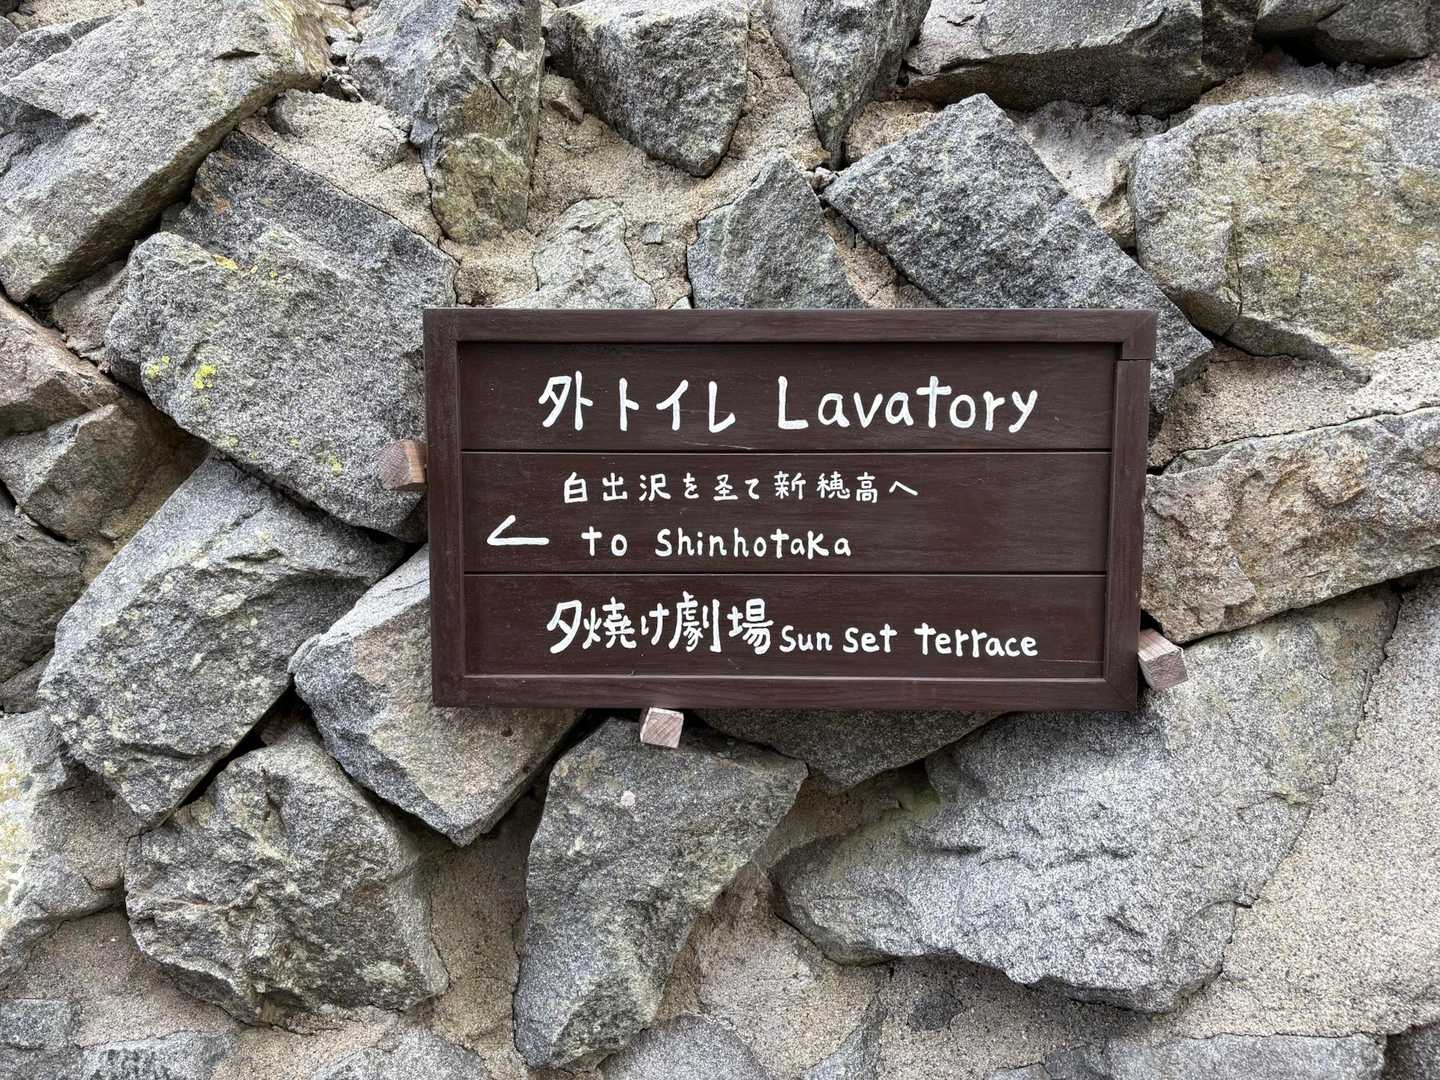 外トイレ Lavatory
白出沢を圣て新穂高へ
← to Shinhotaka
夕焼け劇場 Sun set terrace